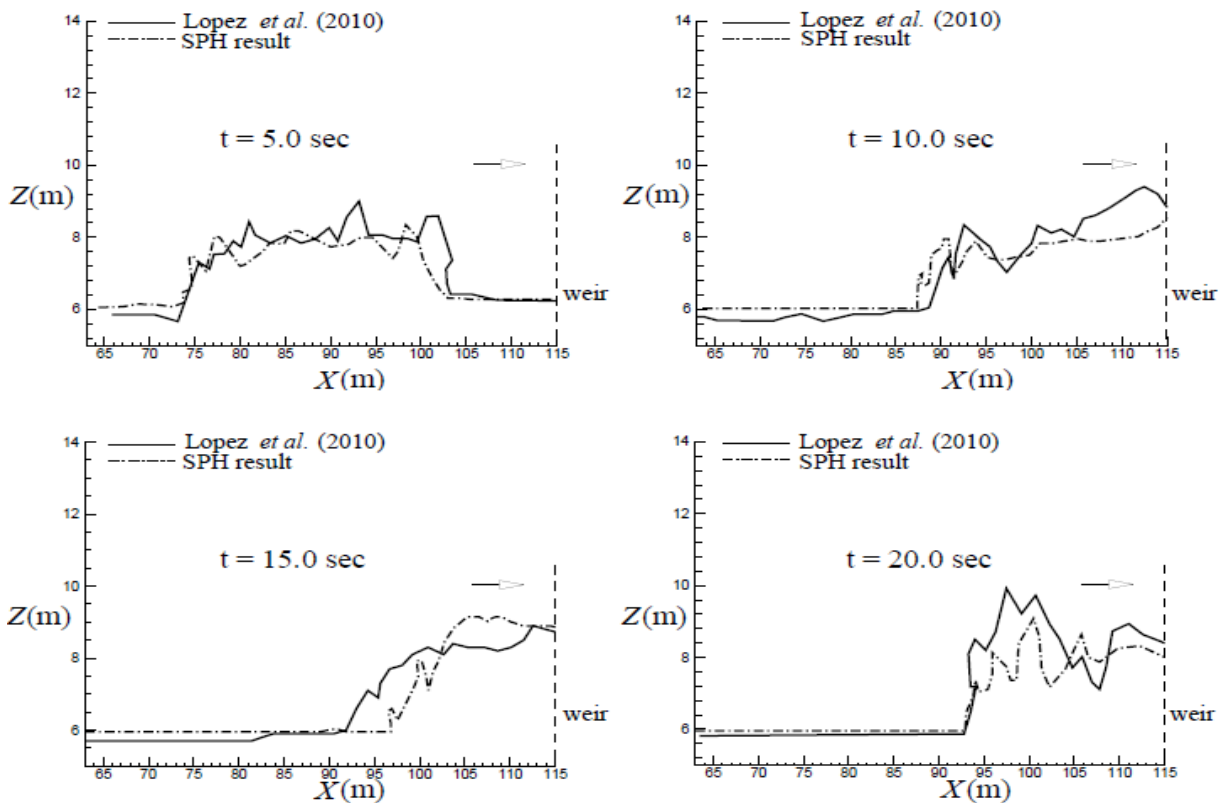 14
Lopez et al. (2010)
SPH result
12
t = 5.0 sec
10
Z(m)
8
6
weir
65 70 75 80 85 90 95 100 105 110 115
X(m)
14
Lopez et al. (2010)
SPH result
12
t = 10.0 sec
10
Z(m)
8
6
weir
65 70 75 80 85 90 95 100 105 110 115
X(m)
14
Lopez et al. (2010)
SPH result
12
t = 15.0 sec
10
Z(m)
8
6
weir
65 70 75 80 85 90 95 100 105 110 115
X(m)
14
Lopez et al. (2010)
SPH result
12
t = 20.0 sec
10
Z(m)
8
6
weir
65 70 75 80 85 90 95 100 105 110 115
X(m)